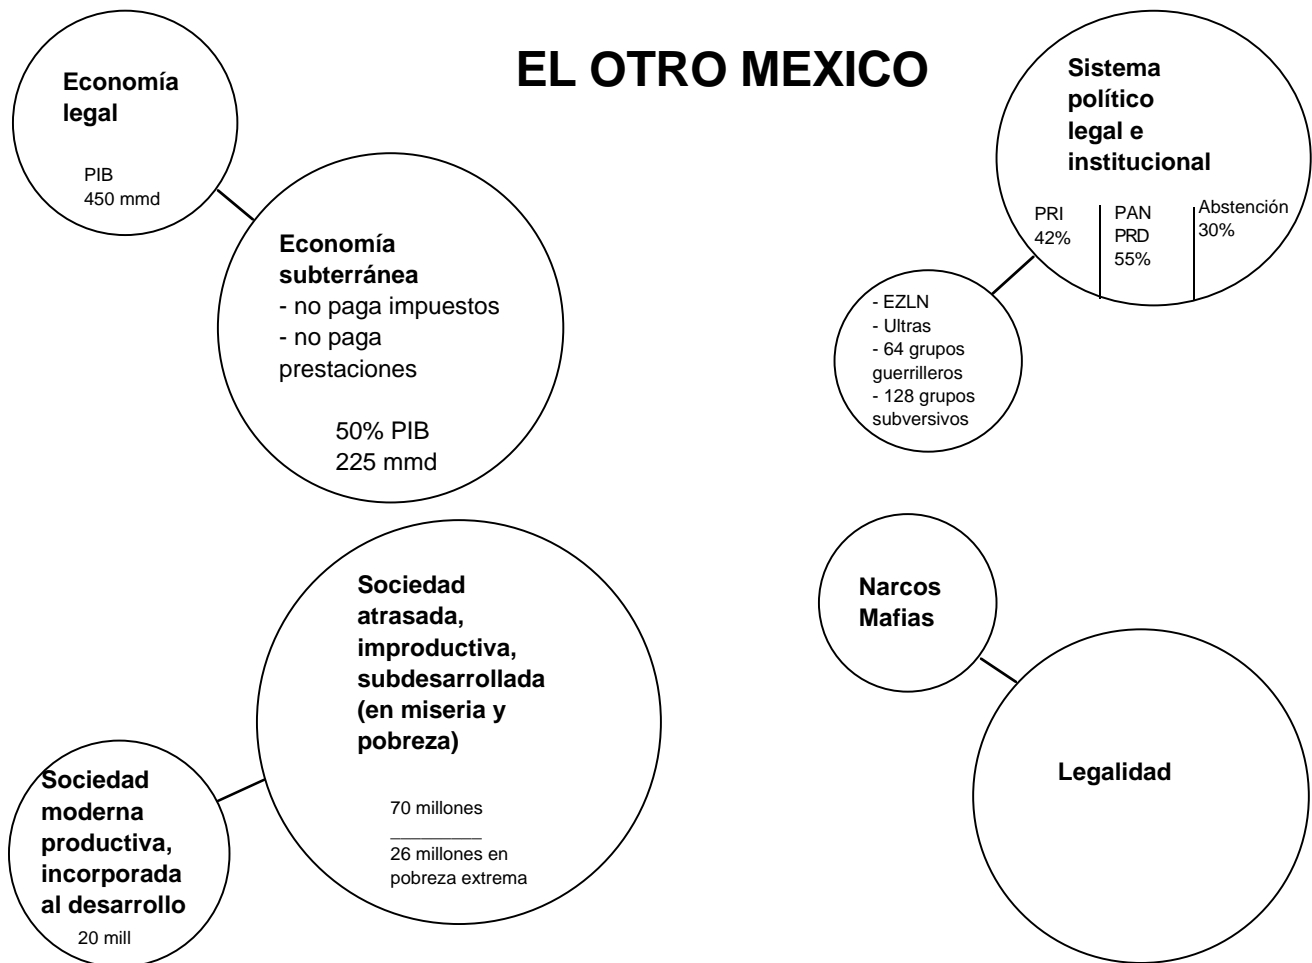 EL OTRO MEXICO
Economía
legal
PIB
450 mmd
Economía
subterránea
- no paga impuestos
- no paga
prestaciones
50% PIB
225 mmd
Sistema
político
legal e
institucional
PRI
42%
PAN
PRD
55%
Abstención
30%
- EZLN
- Ultras
- 64 grupos
guerrilleros
- 128 grupos
subversivos
Sociedad
atrasada,
improductiva,
subdesarrollada
(en miseria y
pobreza)
70 millones
_________
26 millones en
pobreza extrema
Sociedad
moderna
productiva,
incorporada
al desarrollo
20 mill
Narcos
Mafias
Legalidad